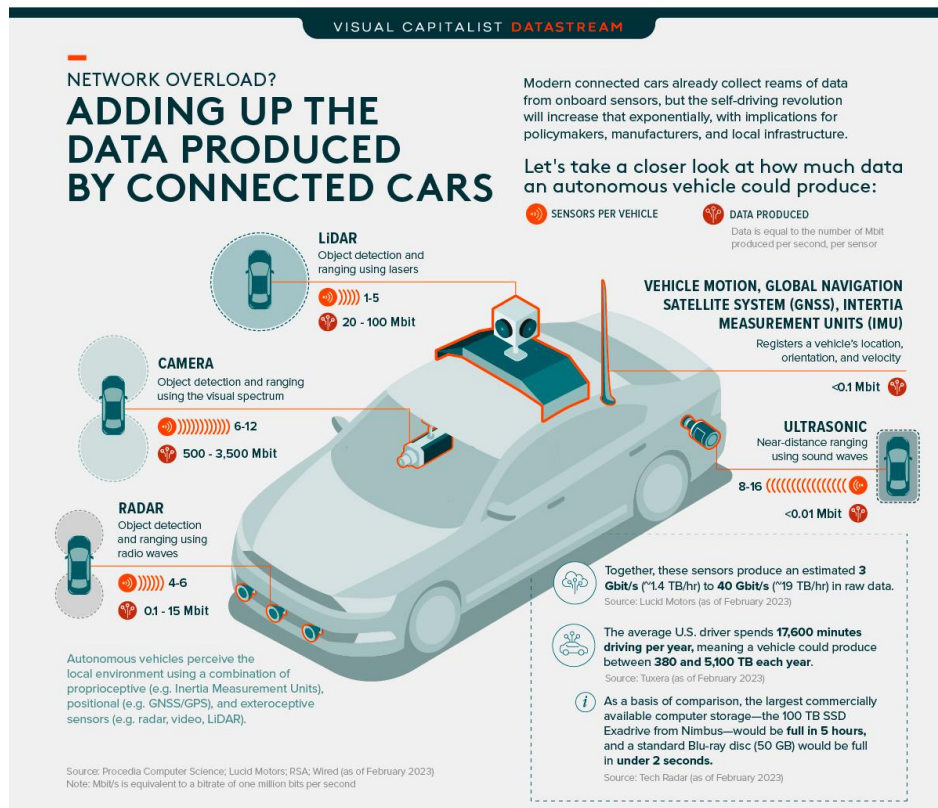 VISUAL CAPITALIST DATASTREAM
NETWORK OVERLOAD?
ADDING UP THE
DATA PRODUCED
BY CONNECTED CARS
Modern connected cars already collect reams of data
from onboard sensors, but the self-driving revolution
will increase that exponentially, with implications for
policymakers, manufacturers, and local infrastructure.
Let's take a closer look at how much data
an autonomous vehicle could produce:
SENSORS PER VEHICLE
DATA PRODUCED
Data is equal to the number of Mbit
produced per second, per sensor
LiDAR
Object detection and
ranging using lasers
1-5
20 - 100 Mbit
VEHICLE MOTION, GLOBAL NAVIGATION
SATELLITE SYSTEM (GNSS), INTERTIA
MEASUREMENT UNITS (IMU)
Registers a vehicle's location,
orientation, and velocity
<0.1 Mbit
CAMERA
Object detection and ranging
using the visual spectrum
6-12
500 - 3,500 Mbit
ULTRASONIC
Near-distance ranging
using sound waves
8-16
<0.01 Mbit
RADAR
Object detection
and ranging using
radio waves
4-6
0.1 - 15 Mbit
Together, these sensors produce an estimated 3
Gbit/s (~1.4 TB/hr) to 40 Gbit/s (~19 TB/hr) in raw data.
Source: Lucid Motors (as of February 2023)
The average U.S. driver spends 17,600 minutes
driving per year, meaning a vehicle could produce
between 380 and 5,100 TB each year.
Source: Tuxera (as of February 2023)
As a basis of comparison, the largest commercially
available computer storage—the 100 TB SSD
Exadrive from Nimbus—would be full in 5 hours,
and a standard Blu-ray disc (50 GB) would be full
in under 2 seconds.
Source: Tech Radar (as of February 2023)
Autonomous vehicles perceive the
local environment using a combination of
proprioceptive (e.g. Inertia Measurement Units),
positional (e.g. GNSS/GPS), and exteroceptive
sensors (e.g. radar, video, LiDAR).
Source: Procedia Computer Science; Lucid Motors; RSA; Wired (as of February 2023)
Note: Mbit/s is equivalent to a bitrate of one million bits per second